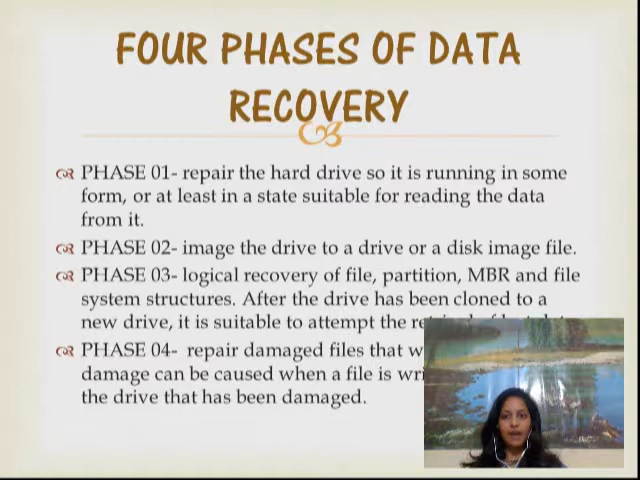 FOUR PHASES OF DATA
RECOVERY
PHASE 01- repair the hard drive so it is running in some
form, or at least in a state suitable for reading the data
from it.
PHASE 02- image the drive to a drive or a disk image file.
PHASE 03- logical recovery of file, partition, MBR and file
system structures. After the drive has been cloned to a
new drive, it is suitable to attempt the
PHASE 04- repair damaged files that
damage can be caused when a file is
the drive that has been damaged.